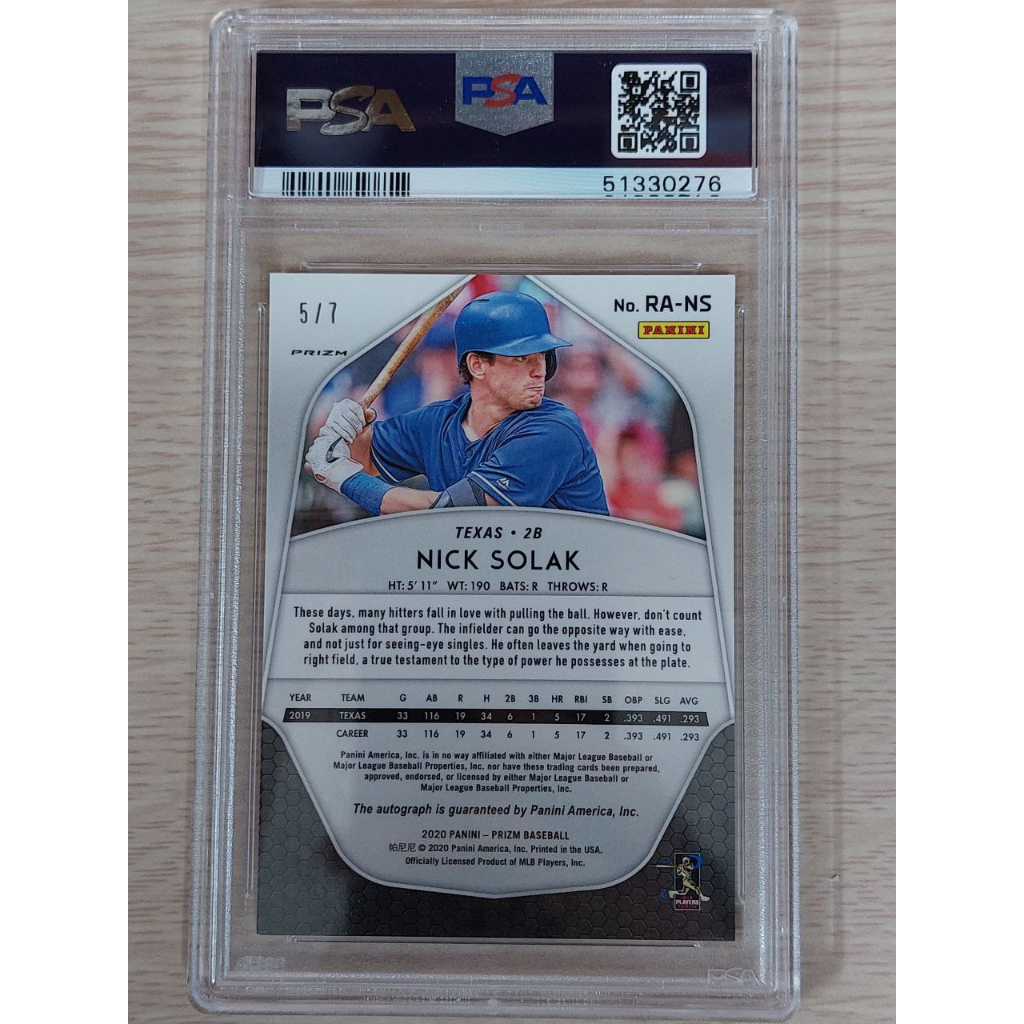 PSA
PSA
51330276
5/7
No. RA-NS
PANINI
PRIZM
TEXAS • 2B
NICK SOLAK
HT: 5' 11" WT: 190 BATS: R THROWS: R
These days, many hitters fall in love with pulling the ball. However, don't count
Solak among that group. The infielder can go the opposite way with ease,
and not just for seeing-eye singles. He often leaves the yard when going to
right field, a true testament to the type of power he possesses at the plate.
YEAR TEAM G AB R H 2B 3B HR RBI SB OBP SLG AVG
2019 TEXAS 33 116 19 34 6 1 5 17 2 .393 .491 .293
CAREER 33 116 19 34 6 1 5 17 2 .393 .491 .293
Panini America, Inc. is in no way affiliated with either Major League Baseball or
Major League Baseball Properties, Inc. nor have these trading cards been prepared,
approved, endorsed, or licensed by either Major League Baseball or
Major League Baseball Properties, Inc.
The autograph is guaranteed by Panini America, Inc.
2020 PANINI – PRIZM BASEBALL
帕尼尼 © 2020 Panini America, Inc. Printed in the USA.
Officially Licensed Product of MLB Players, Inc.
PLAYERS
PSA